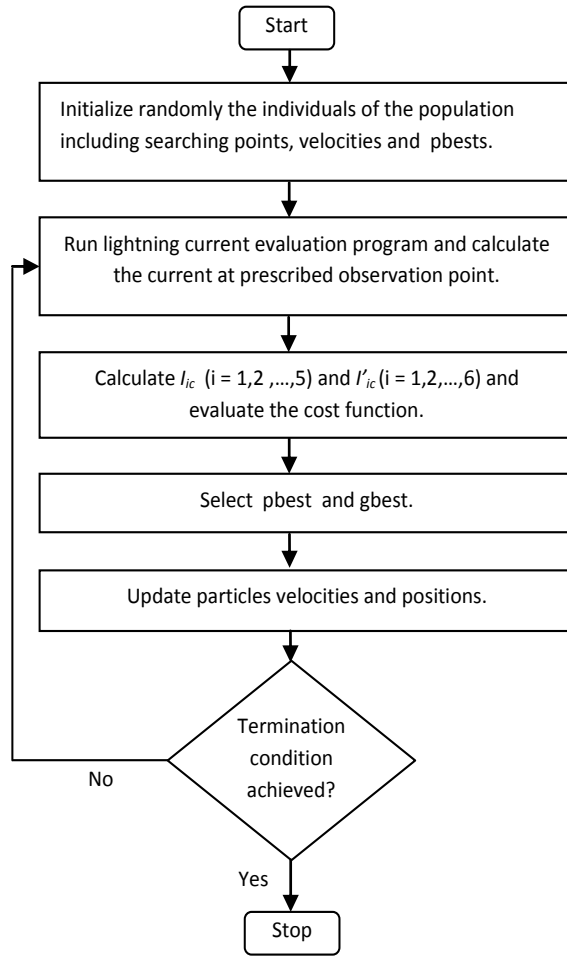 Start
Initialize randomly the individuals of the population
including searching points, velocities and pbests.
Run lightning current evaluation program and calculate
the current at prescribed observation point.
Calculate I_ic (i = 1,2 ,...,5) and I'_ic (i = 1,2,...,6) and
evaluate the cost function.
Select pbest and gbest.
Update particles velocities and positions.
Termination
condition
achieved?
No
Yes
Stop